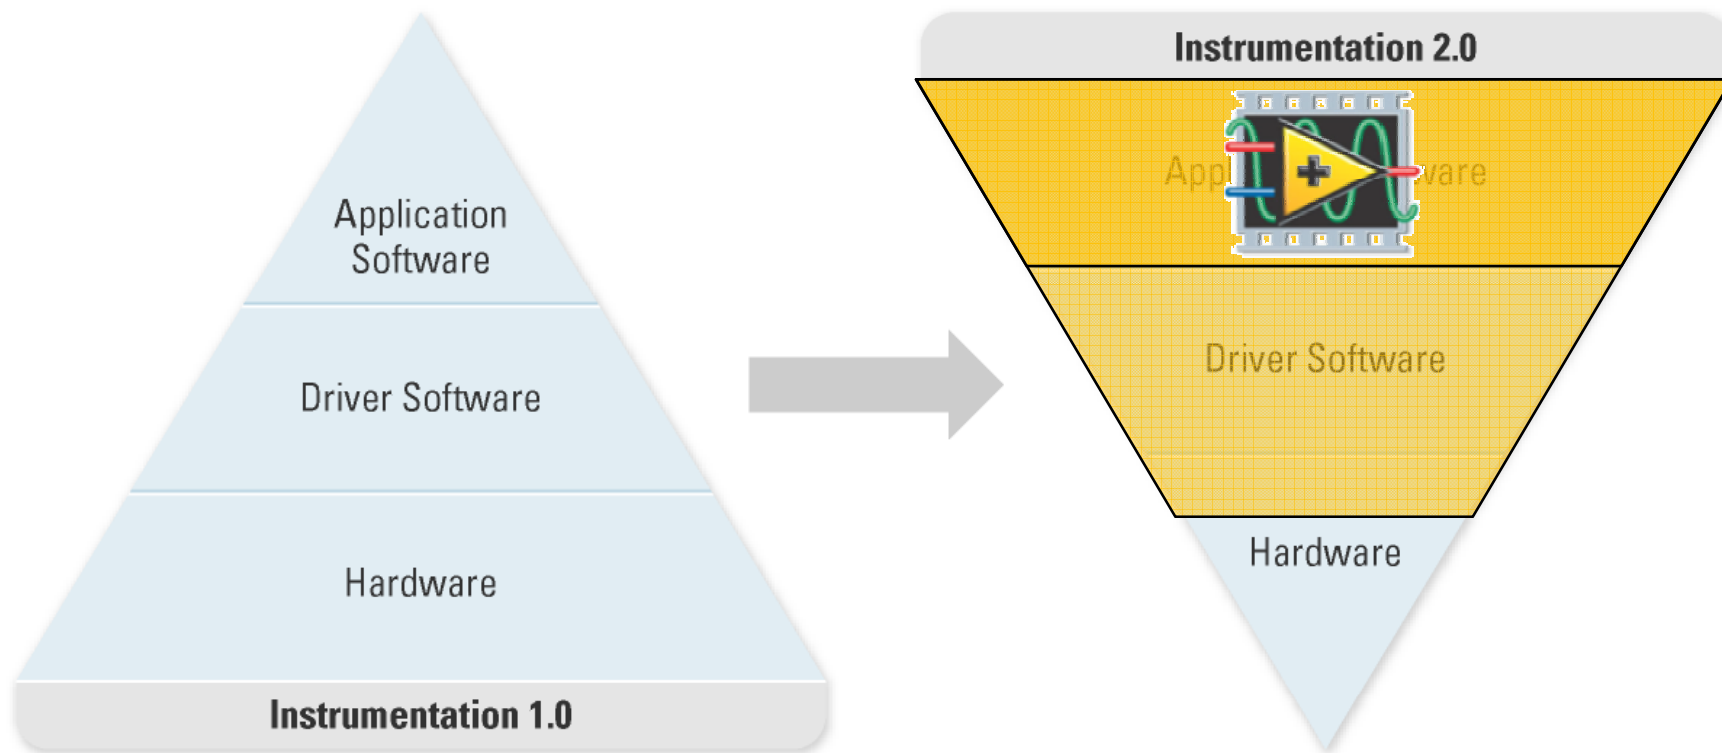 Application
Software
Driver Software
Hardware
Instrumentation 1.0
Instrumentation 2.0
Driver Software
Hardware